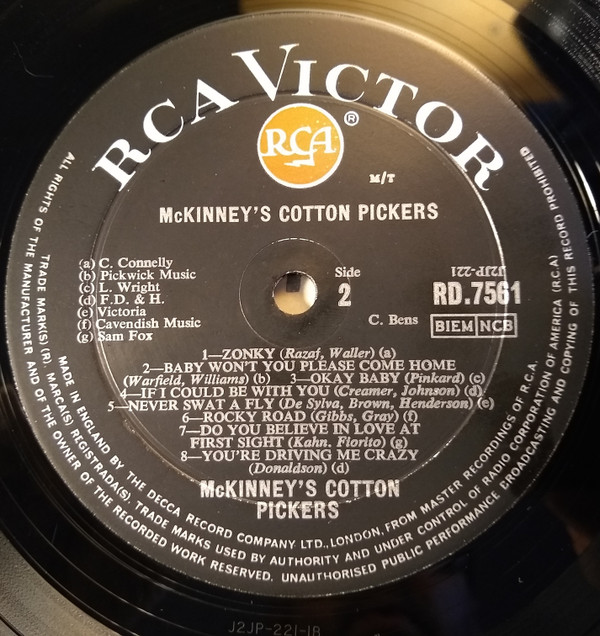 RCA VICTOR
RCA
®
M/T
McKINNEY'S COTTON PICKERS
(a) C. Connelly
(b) Pickwick Music
(c) L. Wright
(d) F.D. & H.
(e) Victoria
(f) Cavendish Music
(g) Sam Fox
Side
2
J2JP-221
RD.7561
C. Bens
BIEM NCB
1—ZONKY (Razaf, Waller) (a)
2—BABY WON'T YOU PLEASE COME HOME
(Warfield, Williams) (b) 3—OKAY BABY (Pinkard) (c)
4—IF I COULD BE WITH YOU (Creamer, Johnson) (d)
5—NEVER SWAT A FLY (De Sylva, Brown, Henderson) (e)
6—ROCKY ROAD (Gibbs, Gray) (f)
7—DO YOU BELIEVE IN LOVE AT
FIRST SIGHT (Kahn. Fiorito) (g)
8—YOU'RE DRIVING ME CRAZY
(Donaldson) (d)
McKINNEY'S COTTON
PICKERS
ALL RIGHTS OF THE MANUFACTURER AND OF THE OWNER OF THE RECORDED WORK RESERVED. UNAUTHORISED PUBLIC PERFORMANCE BROADCASTING AND COPYING OF THIS RECORD PROHIBITED
TRADE MARK(S) (R). MARCA(S) REGISTRADA(S). TRADE MARKS USED BY AUTHORITY AND UNDER CONTROL OF RADIO CORPORATION OF AMERICA (R.C.A)
MADE IN ENGLAND BY THE DECCA RECORD COMPANY LTD., LONDON, FROM MASTER RECORDINGS OF R.C.A.
J2JP-221-1B